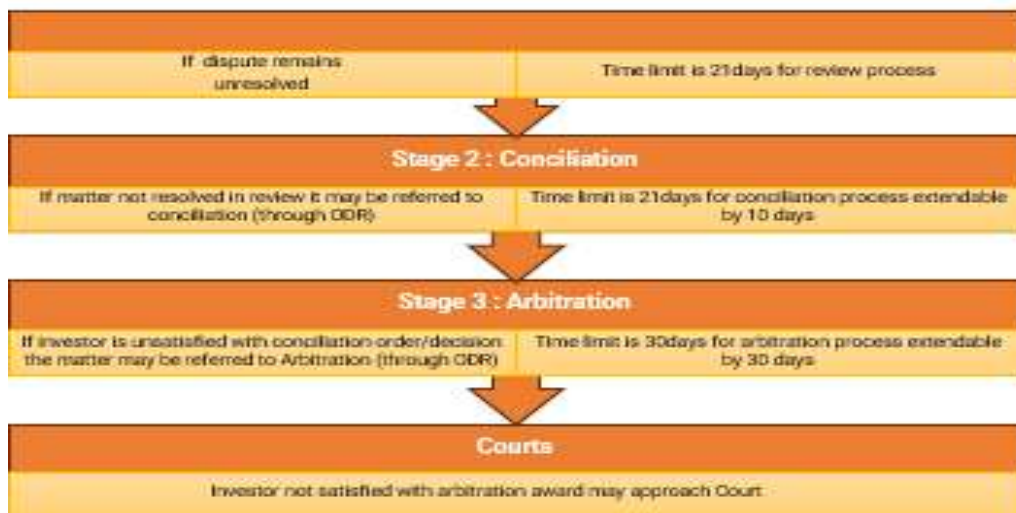 If dispute remains
unresolved
Time limit is 21days for review process
Stage 2 : Conciliation
If matter not resolved in review it may be referred to
conciliation (through ODR)
Time limit is 21days for conciliation process extendable
by 10 days
Stage 3 : Arbitration
If investor is unsatisfied with conciliation order/decision
the matter may be referred to Arbitration (through ODR)
Time limit is 30days for arbitration process extendable
by 30 days
Courts
Investor not satisfied with arbitration award may approach Court